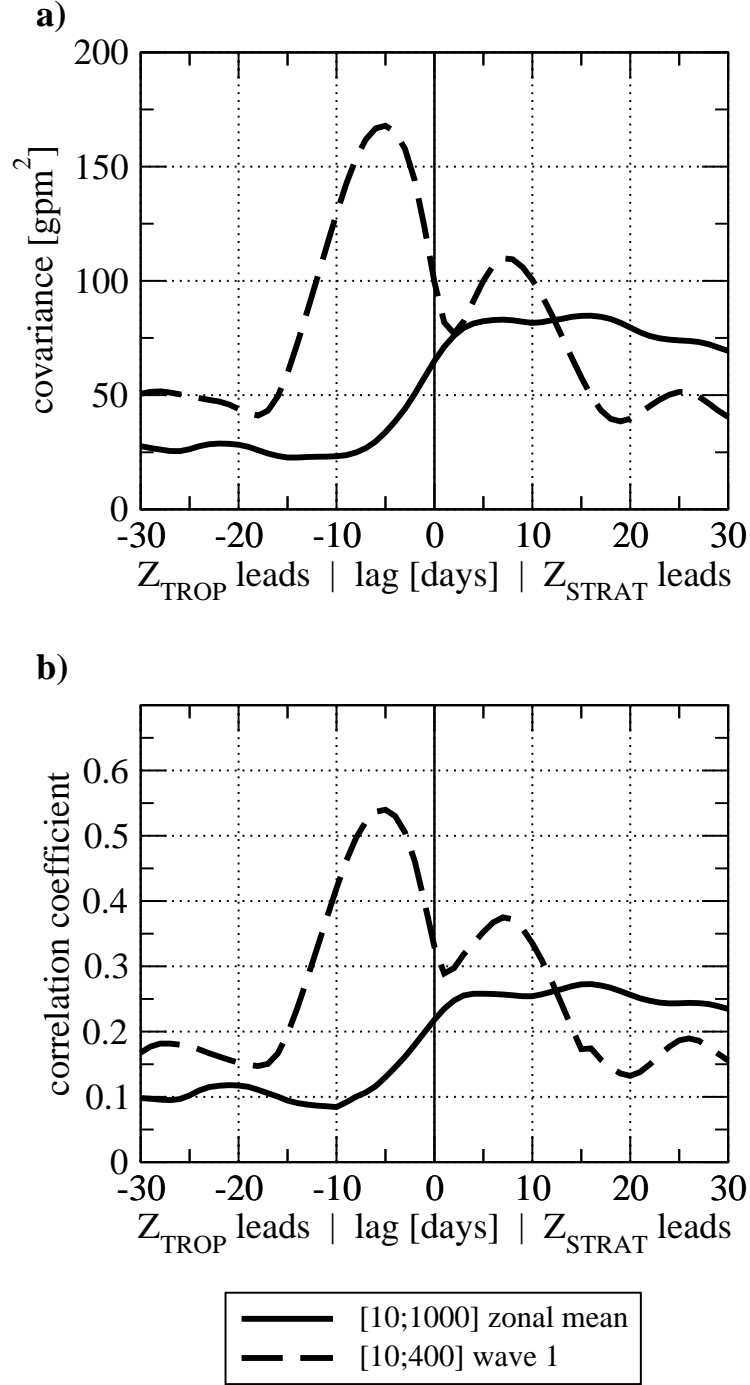 a)
200
150
100
50
0
covariance [gpm²]
-30 -20 -10 0 10 20 30
Z_TROP leads | lag [days] | Z_STRAT leads
b)
0.6
0.5
0.4
0.3
0.2
0.1
0
correlation coefficient
-30 -20 -10 0 10 20 30
Z_TROP leads | lag [days] | Z_STRAT leads
[10;1000] zonal mean
[10;400] wave 1